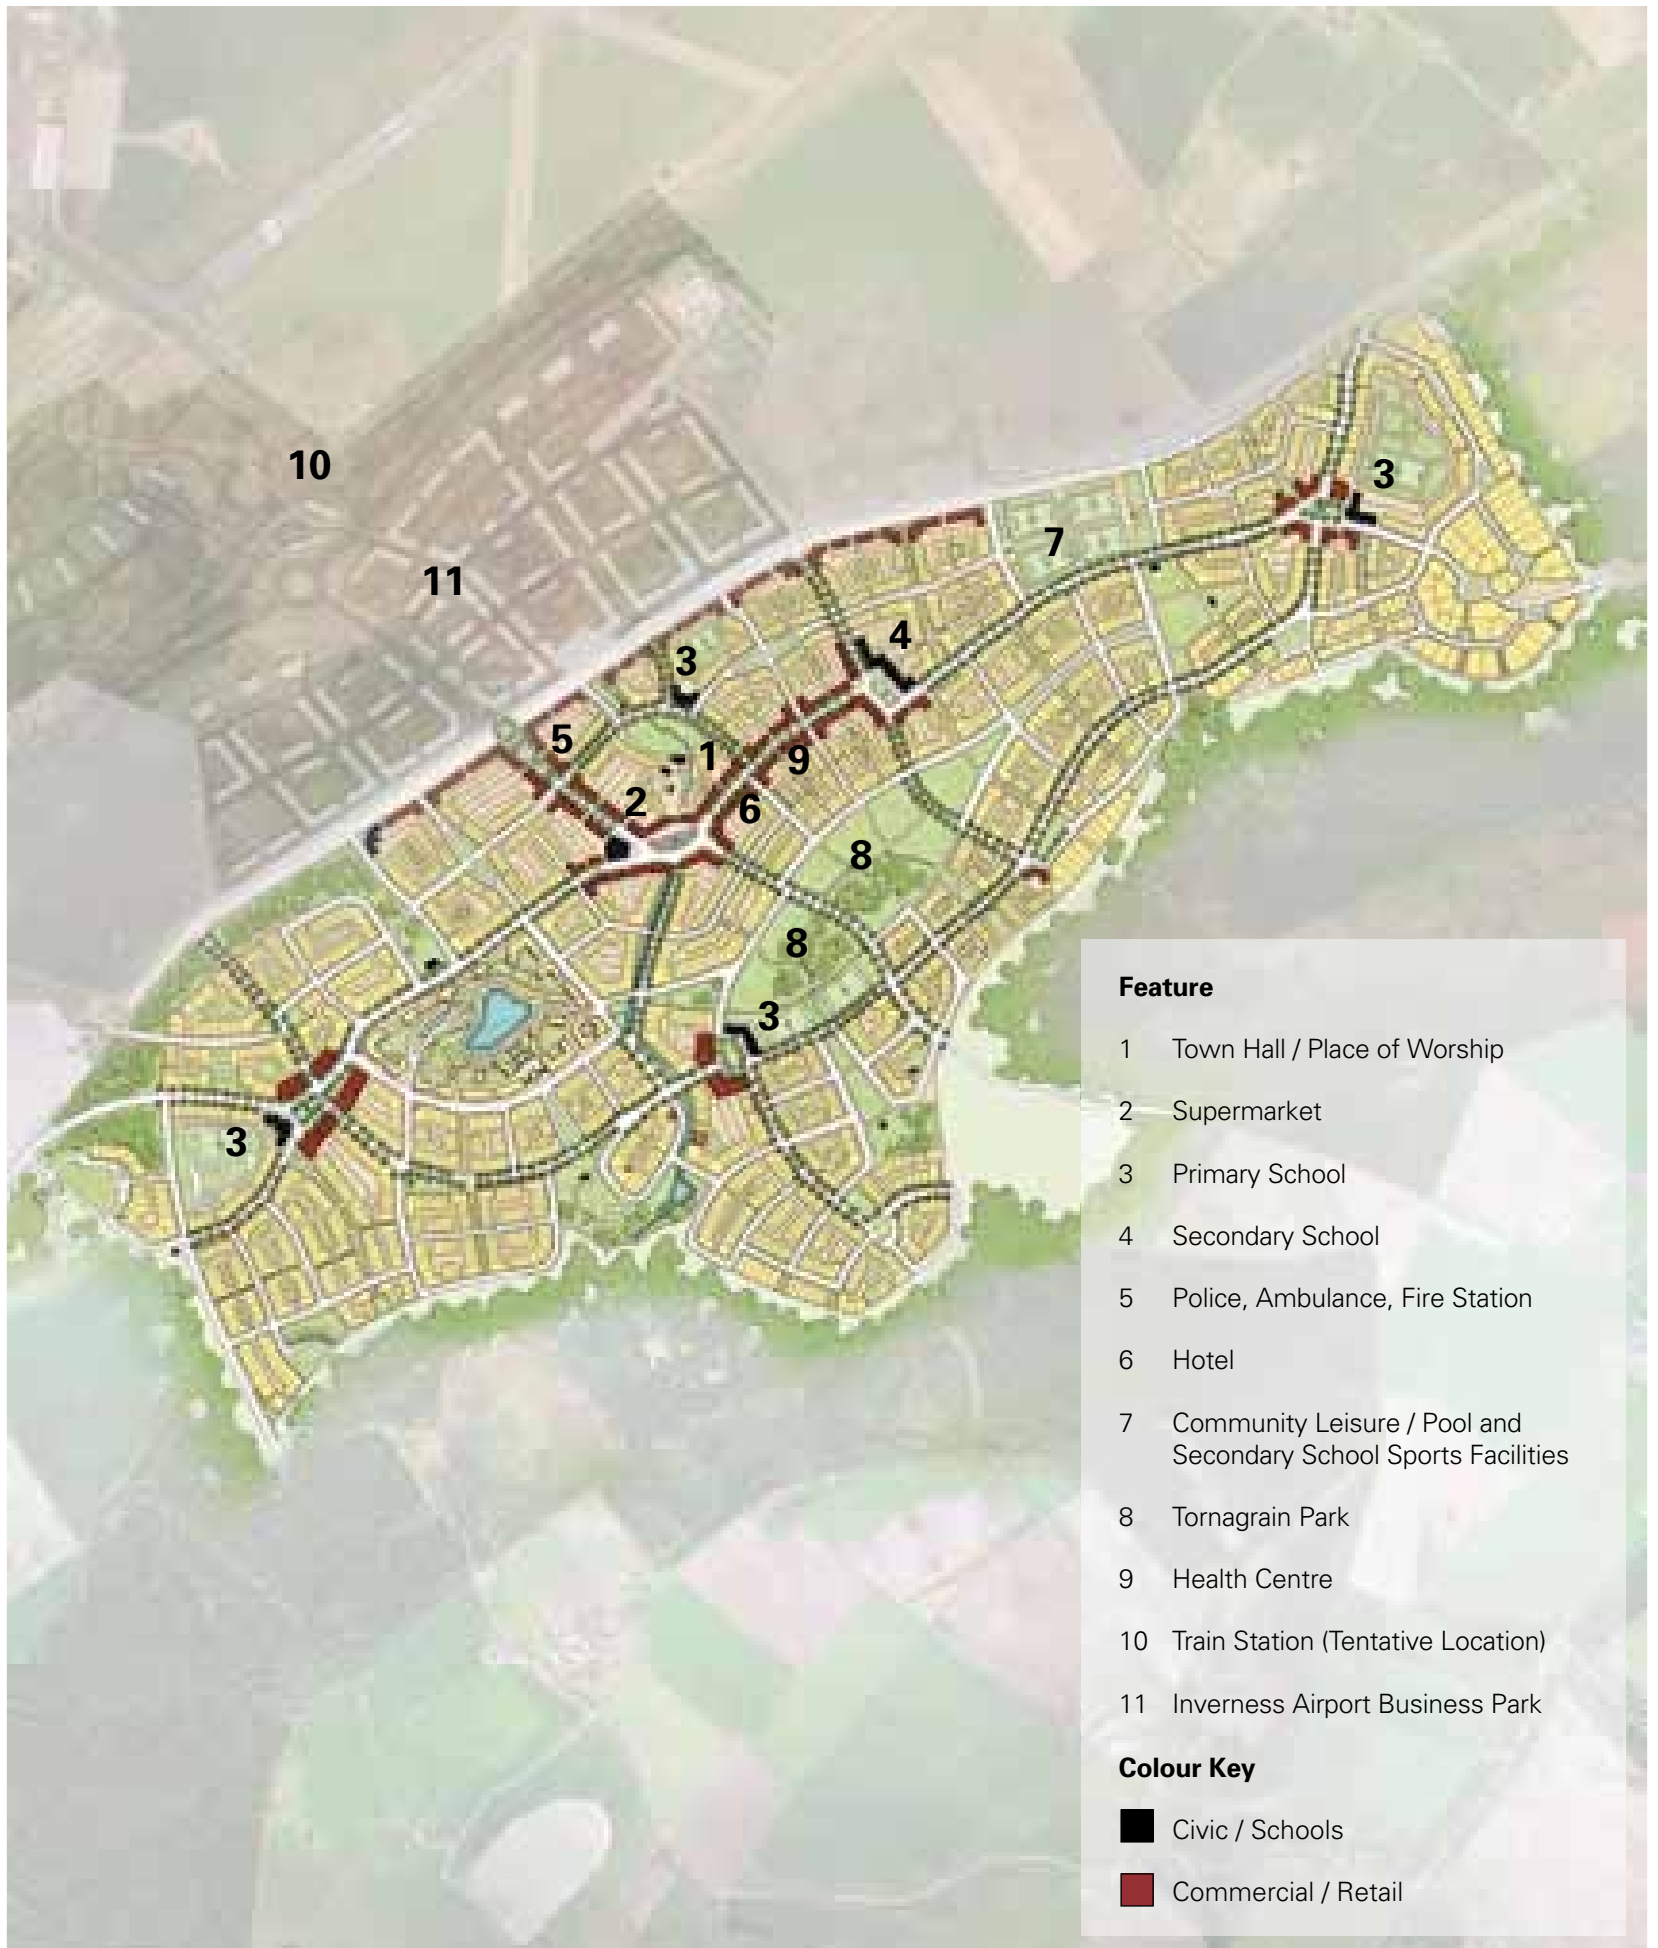 10
3
7
11
4
3
5
1
9
2
6
8
8
3
3
Feature
1 Town Hall / Place of Worship
2 Supermarket
3 Primary School
4 Secondary School
5 Police, Ambulance, Fire Station
6 Hotel
7 Community Leisure / Pool and
Secondary School Sports Facilities
8 Tornagrain Park
9 Health Centre
10 Train Station (Tentative Location)
11 Inverness Airport Business Park
Colour Key
Civic / Schools
Commercial / Retail